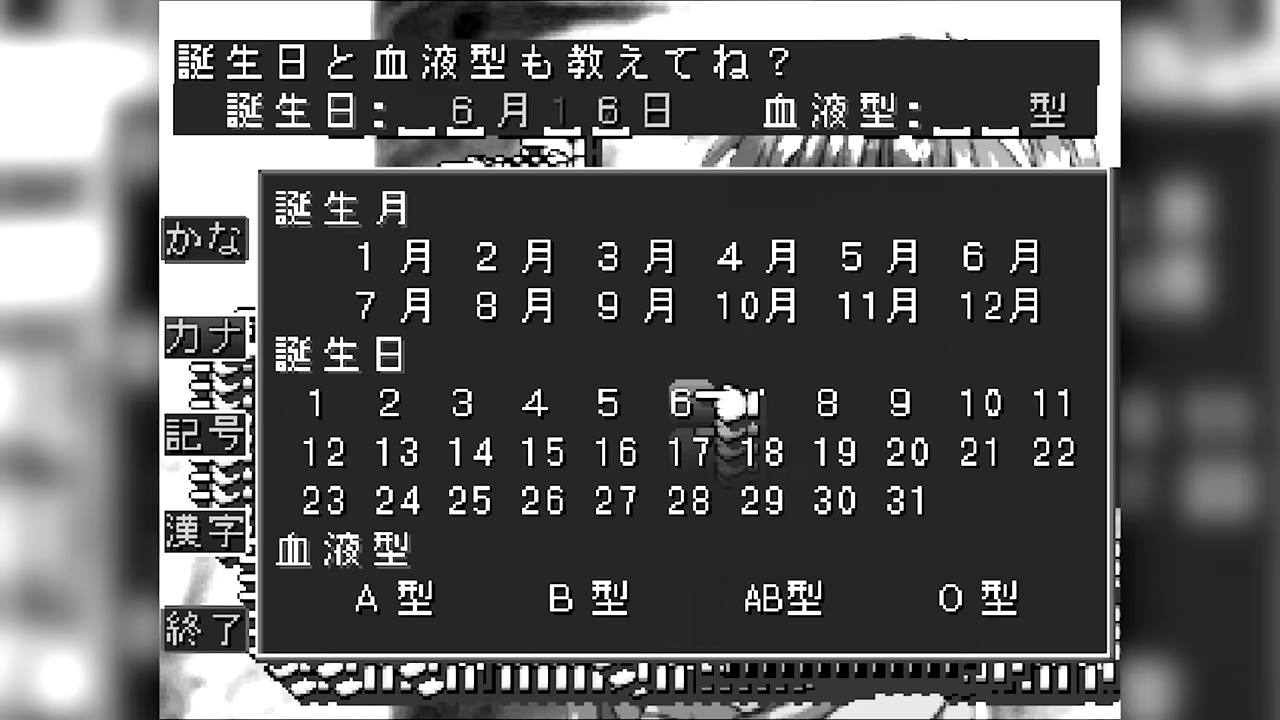 誕生日と血液型も教えてね？
誕生日：_6月16日 血液型：__型
かな
カナ
記号
漢字
終了
誕生月
1月 2月 3月 4月 5月 6月
7月 8月 9月 10月 11月 12月
誕生日
1 2 3 4 5 6 8 9 10 11
12 13 14 15 16 17 18 19 20 21 22
23 24 25 26 27 28 29 30 31
血液型
A型 B型 AB型 O型